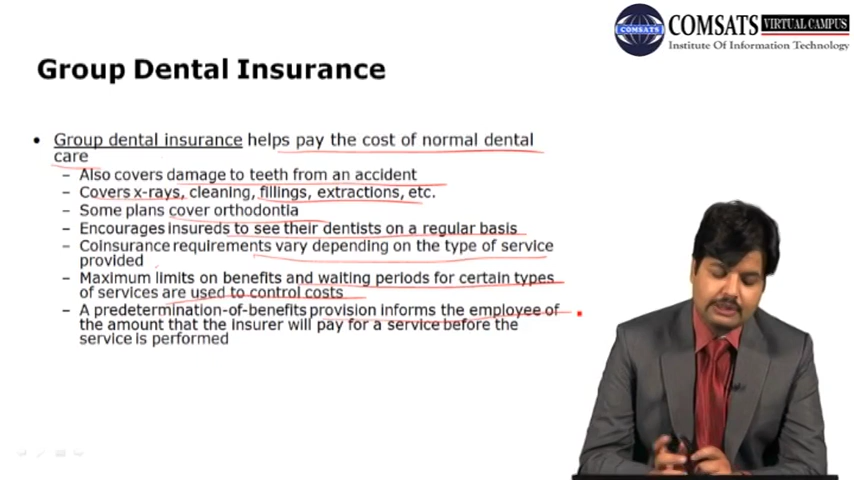 COMSATS VIRTUAL CAMPUS
Institute Of Information Technology
COMSATS
Group Dental Insurance
• Group dental insurance helps pay the cost of normal dental
care
– Also covers damage to teeth from an accident
– Covers x-rays, cleaning, fillings, extractions, etc.
– Some plans cover orthodontia
– Encourages insureds to see their dentists on a regular basis
– Coinsurance requirements vary depending on the type of service
provided
– Maximum limits on benefits and waiting periods for certain types
of services are used to control costs
– A predetermination-of-benefits provision informs the employee of
the amount that the insurer will pay for a service before the
service is performed